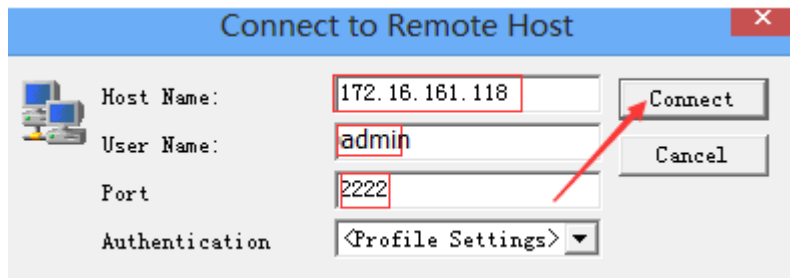 Connect to Remote Host
Host Name: 172.16.161.118 Connect
User Name: admin Cancel
Port 2222
Authentication <Profile Settings>